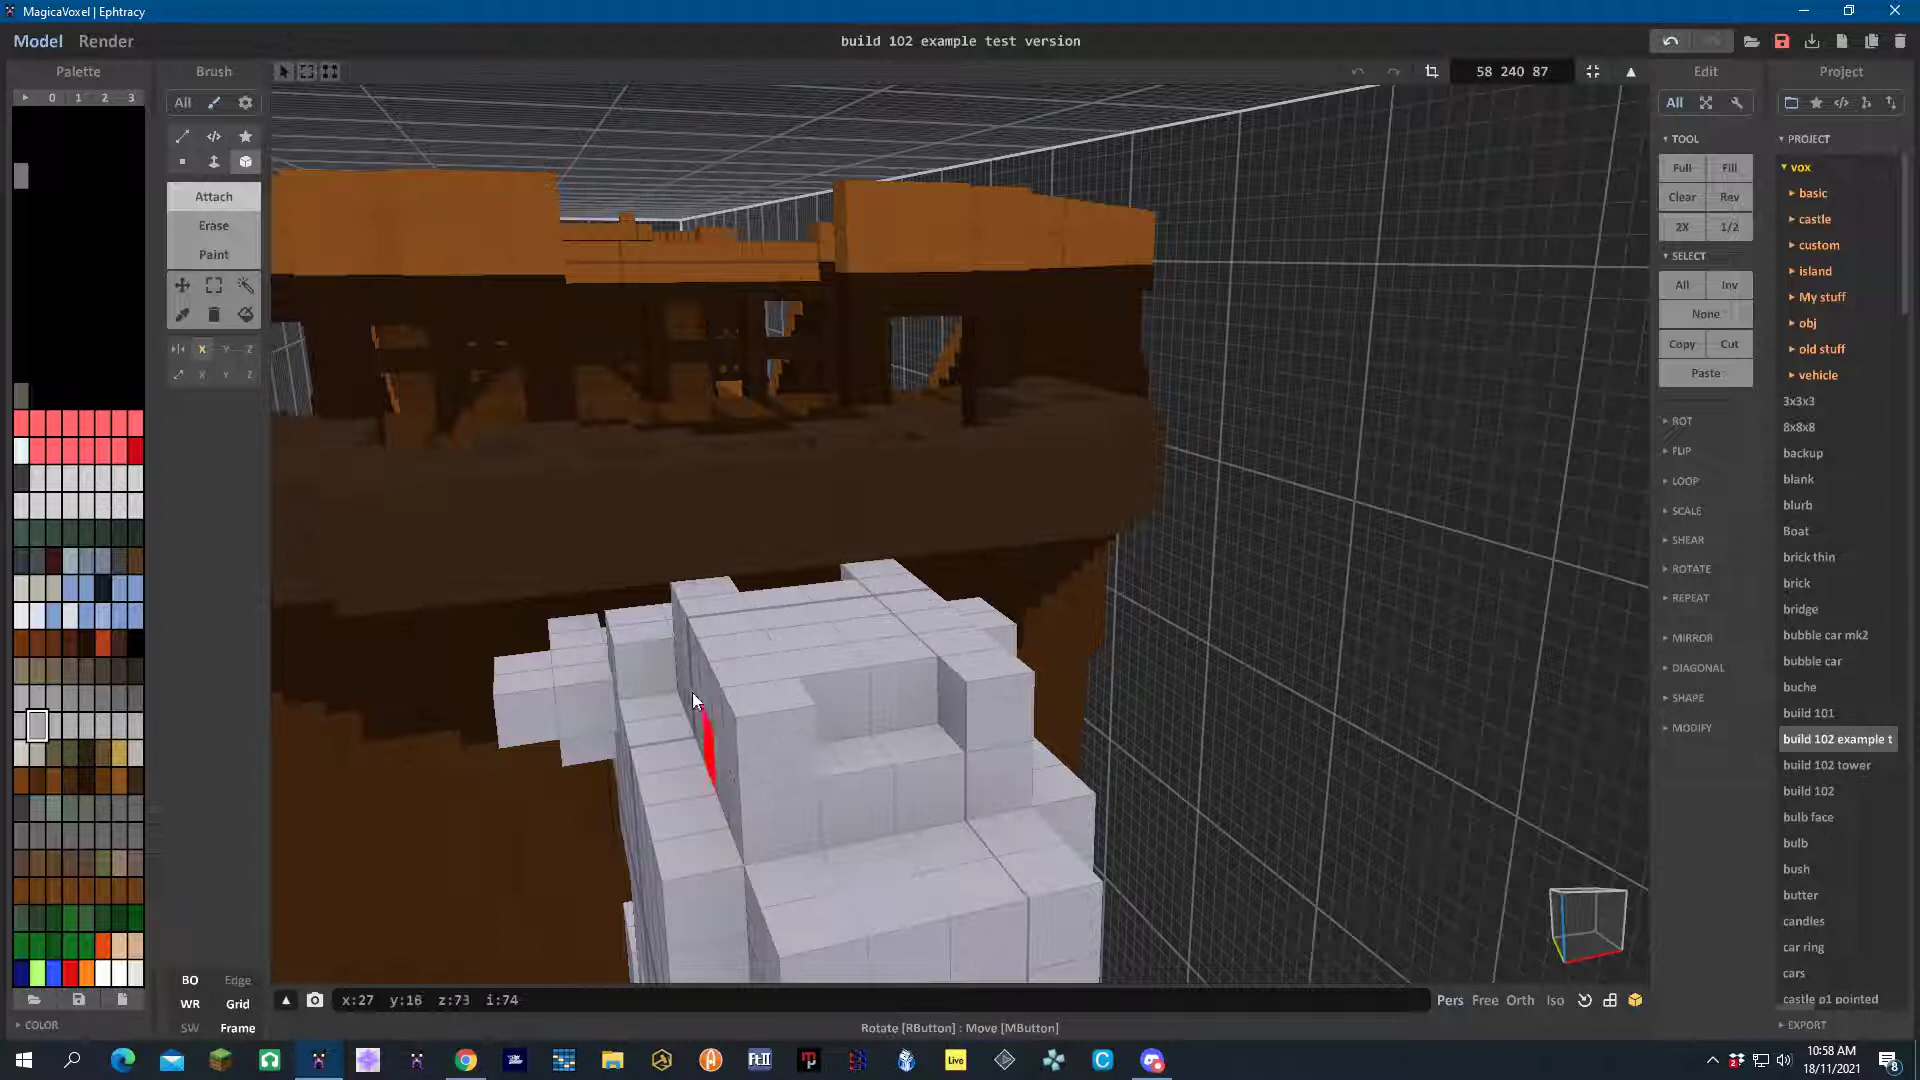 MagicaVoxel | Ephtracy
Model Render
build 102 example test version
Palette
Brush
58 240 87
Edit
Project
0 1 2 3
All
All
TOOL
PROJECT
Full Fill
vox
Attach
Clear Rev
basic
Erase
2X 1/2
castle
Paint
SELECT
custom
All Inv
island
None
My stuff
X Y Z
Copy Cut
obj
X Y Z
Paste
old stuff
vehicle
ROT
3x3x3
FLIP
8x8x8
LOOP
backup
SCALE
blank
SHEAR
blurb
ROTATE
Boat
REPEAT
brick thin
MIRROR
brick
DIAGONAL
bridge
SHAPE
bubble car mk2
MODIFY
bubble car
buche
build 101
build 102 example t
build 102 tower
build 102
bulb face
bulb
bush
butter
candles
car ring
cars
castle p1 pointed
BO Edge
WR Grid
SW Frame
COLOR
x:27 y:16 z:73 i:74
Pers Free Orth Iso
EXPORT
Rotate [RButton] : Move [MButton]
FtII
Live
10:58 AM
18/11/2021
8